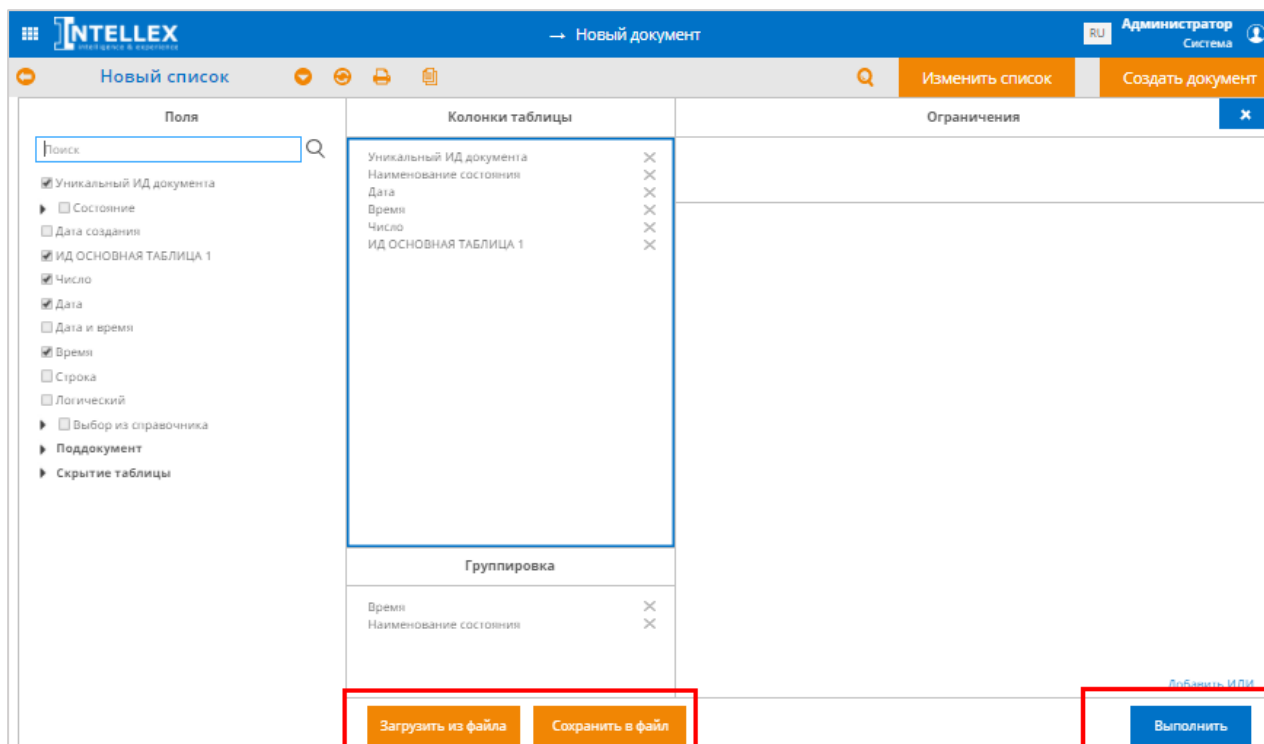 INTELLEX
intelligence & experience
→ Новый документ
RU
Администратор
Система
Новый список
Изменить список
Создать документ
Поля
Колонки таблицы
Ограничения
Поиск
Уникальный ИД документа
Состояние
Дата создания
ИД ОСНОВНАЯ ТАБЛИЦА 1
Число
Дата
Дата и время
Время
Строка
Логический
Выбор из справочника
Поддокумент
Скрытие таблицы
Уникальный ИД документа
Наименование состояния
Дата
Время
Число
ИД ОСНОВНАЯ ТАБЛИЦА 1
Группировка
Время
Наименование состояния
Добавить ИЛИ
Загрузить из файла
Сохранить в файл
Выполнить